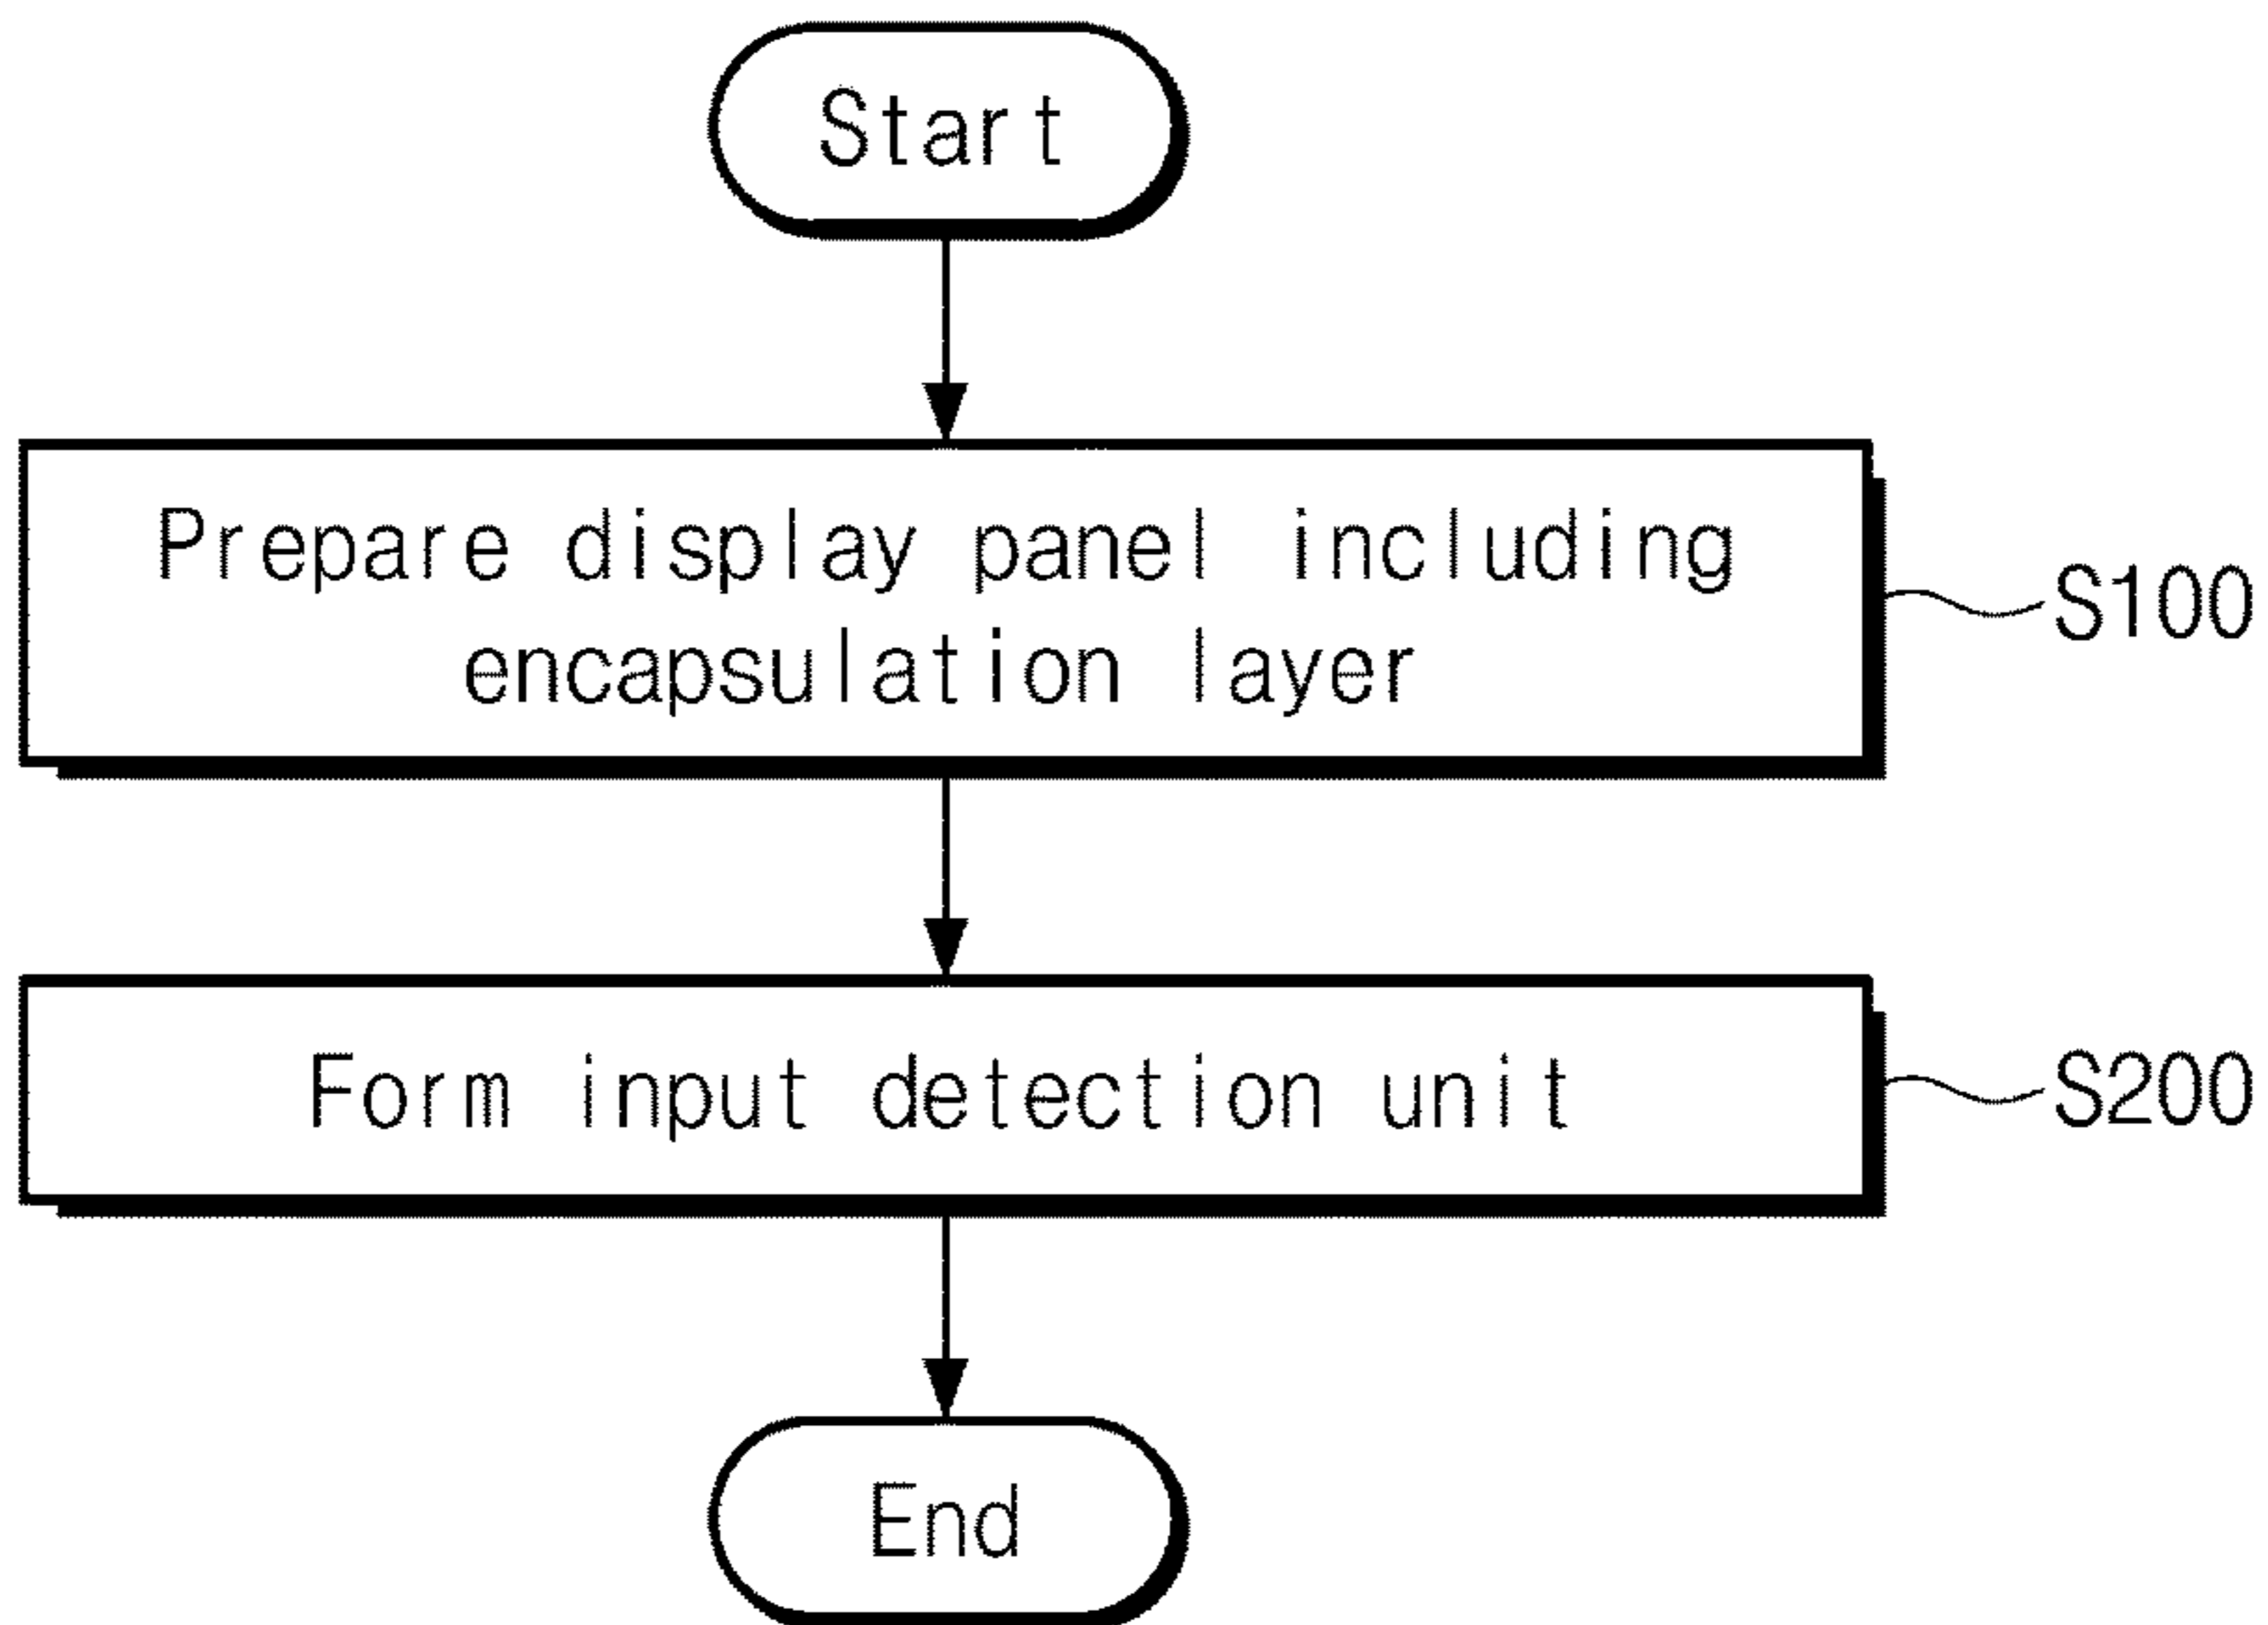 Start
Prepare display panel including
encapsulation layer
S100
Form input detection unit
S200
End